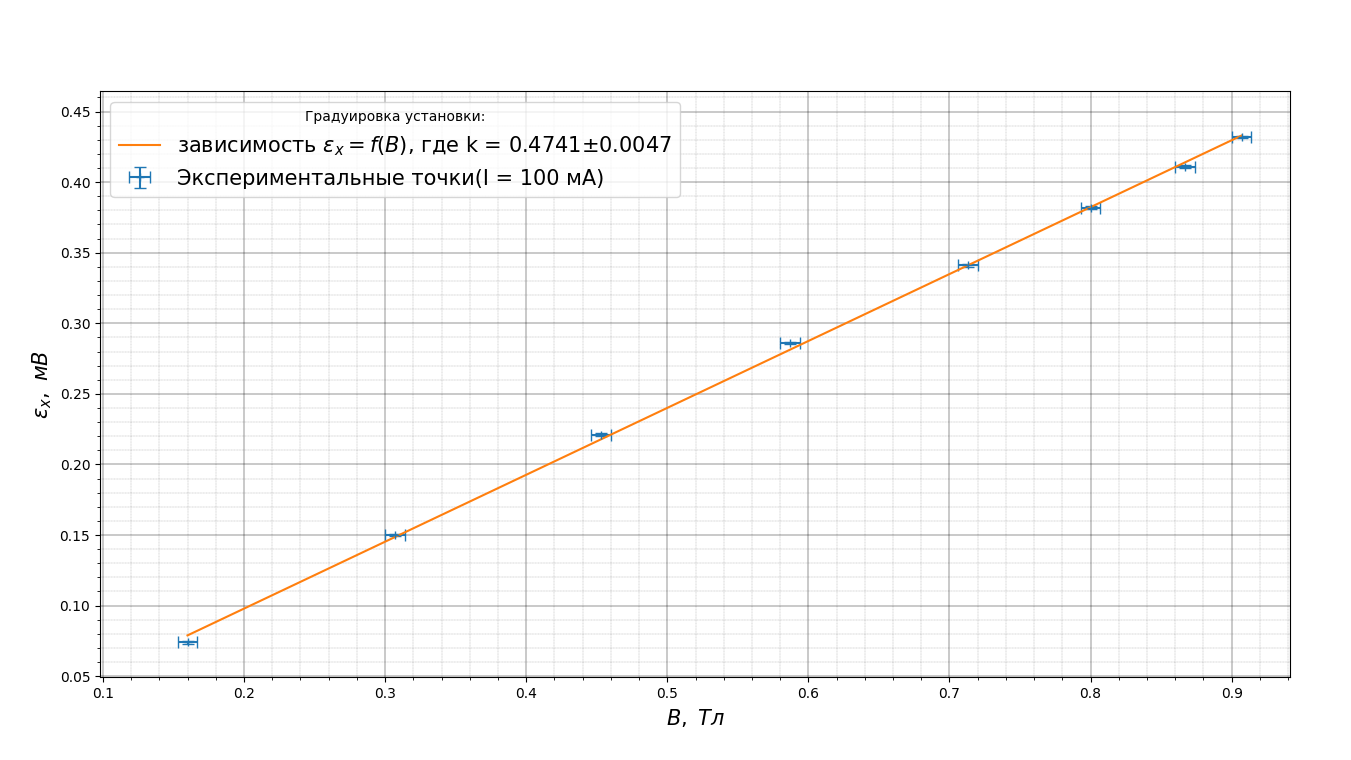 Градуировка установки:
зависимость εx = f(B), где k = 0.4741±0.0047
Экспериментальные точки(I = 100 мА)
0.45
0.40
0.35
0.30
0.25
0.20
0.15
0.10
0.05
εx, мВ
0.1 0.2 0.3 0.4 0.5 0.6 0.7 0.8 0.9
B, Тл